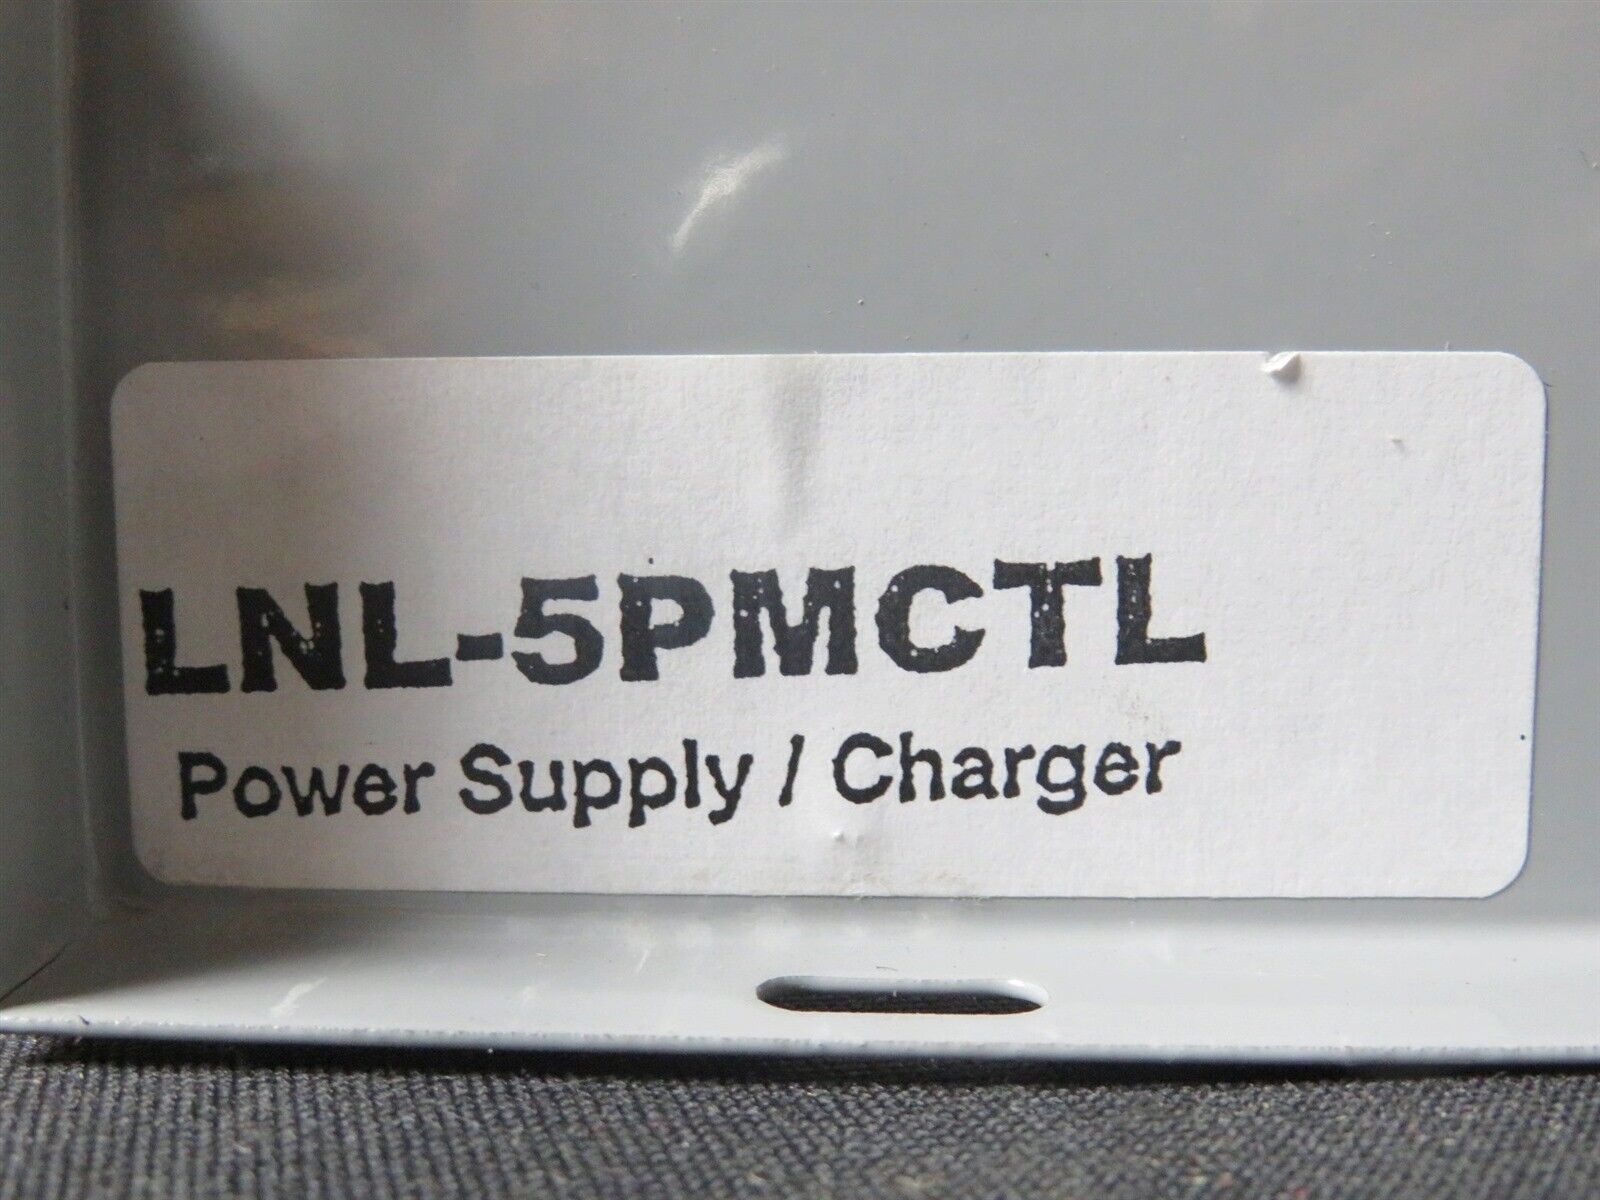 LNL-5PMCTL
Power Supply / Charger